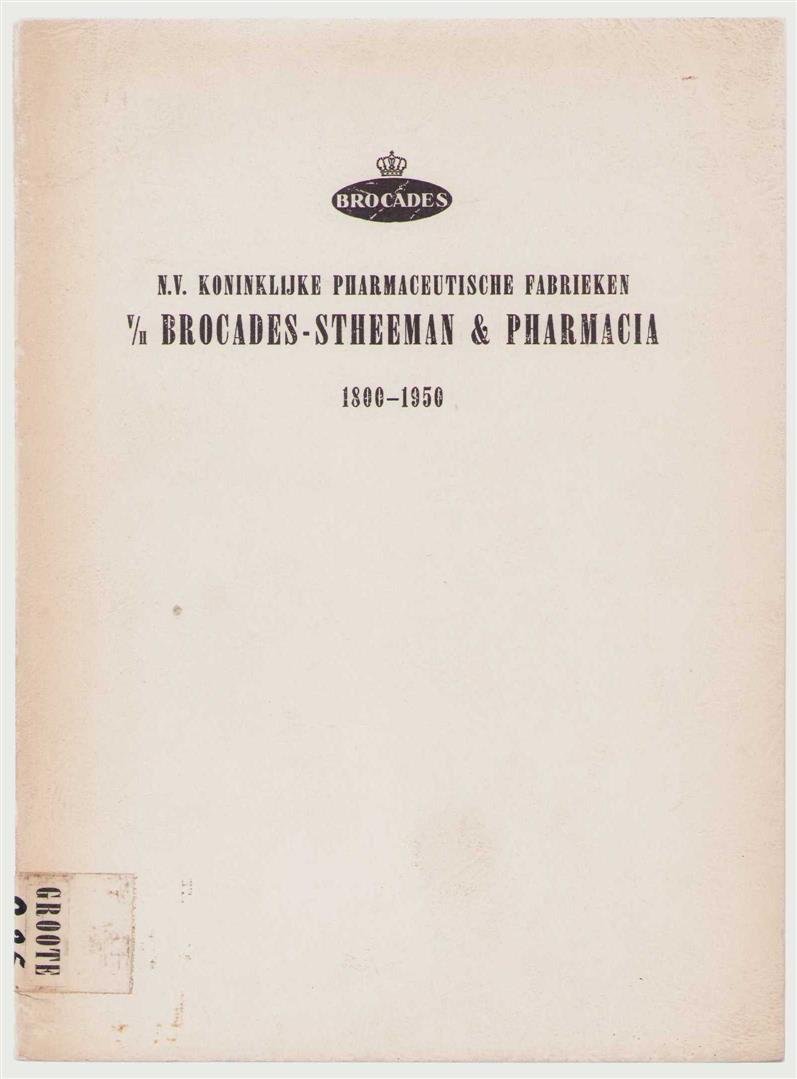 BROCADES
N.V. KONINKLIJKE PHARMACEUTISCHE FABRIEKEN
V/H BROCADES-STHEEMAN & PHARMACIA
1800-1950
GROOTE